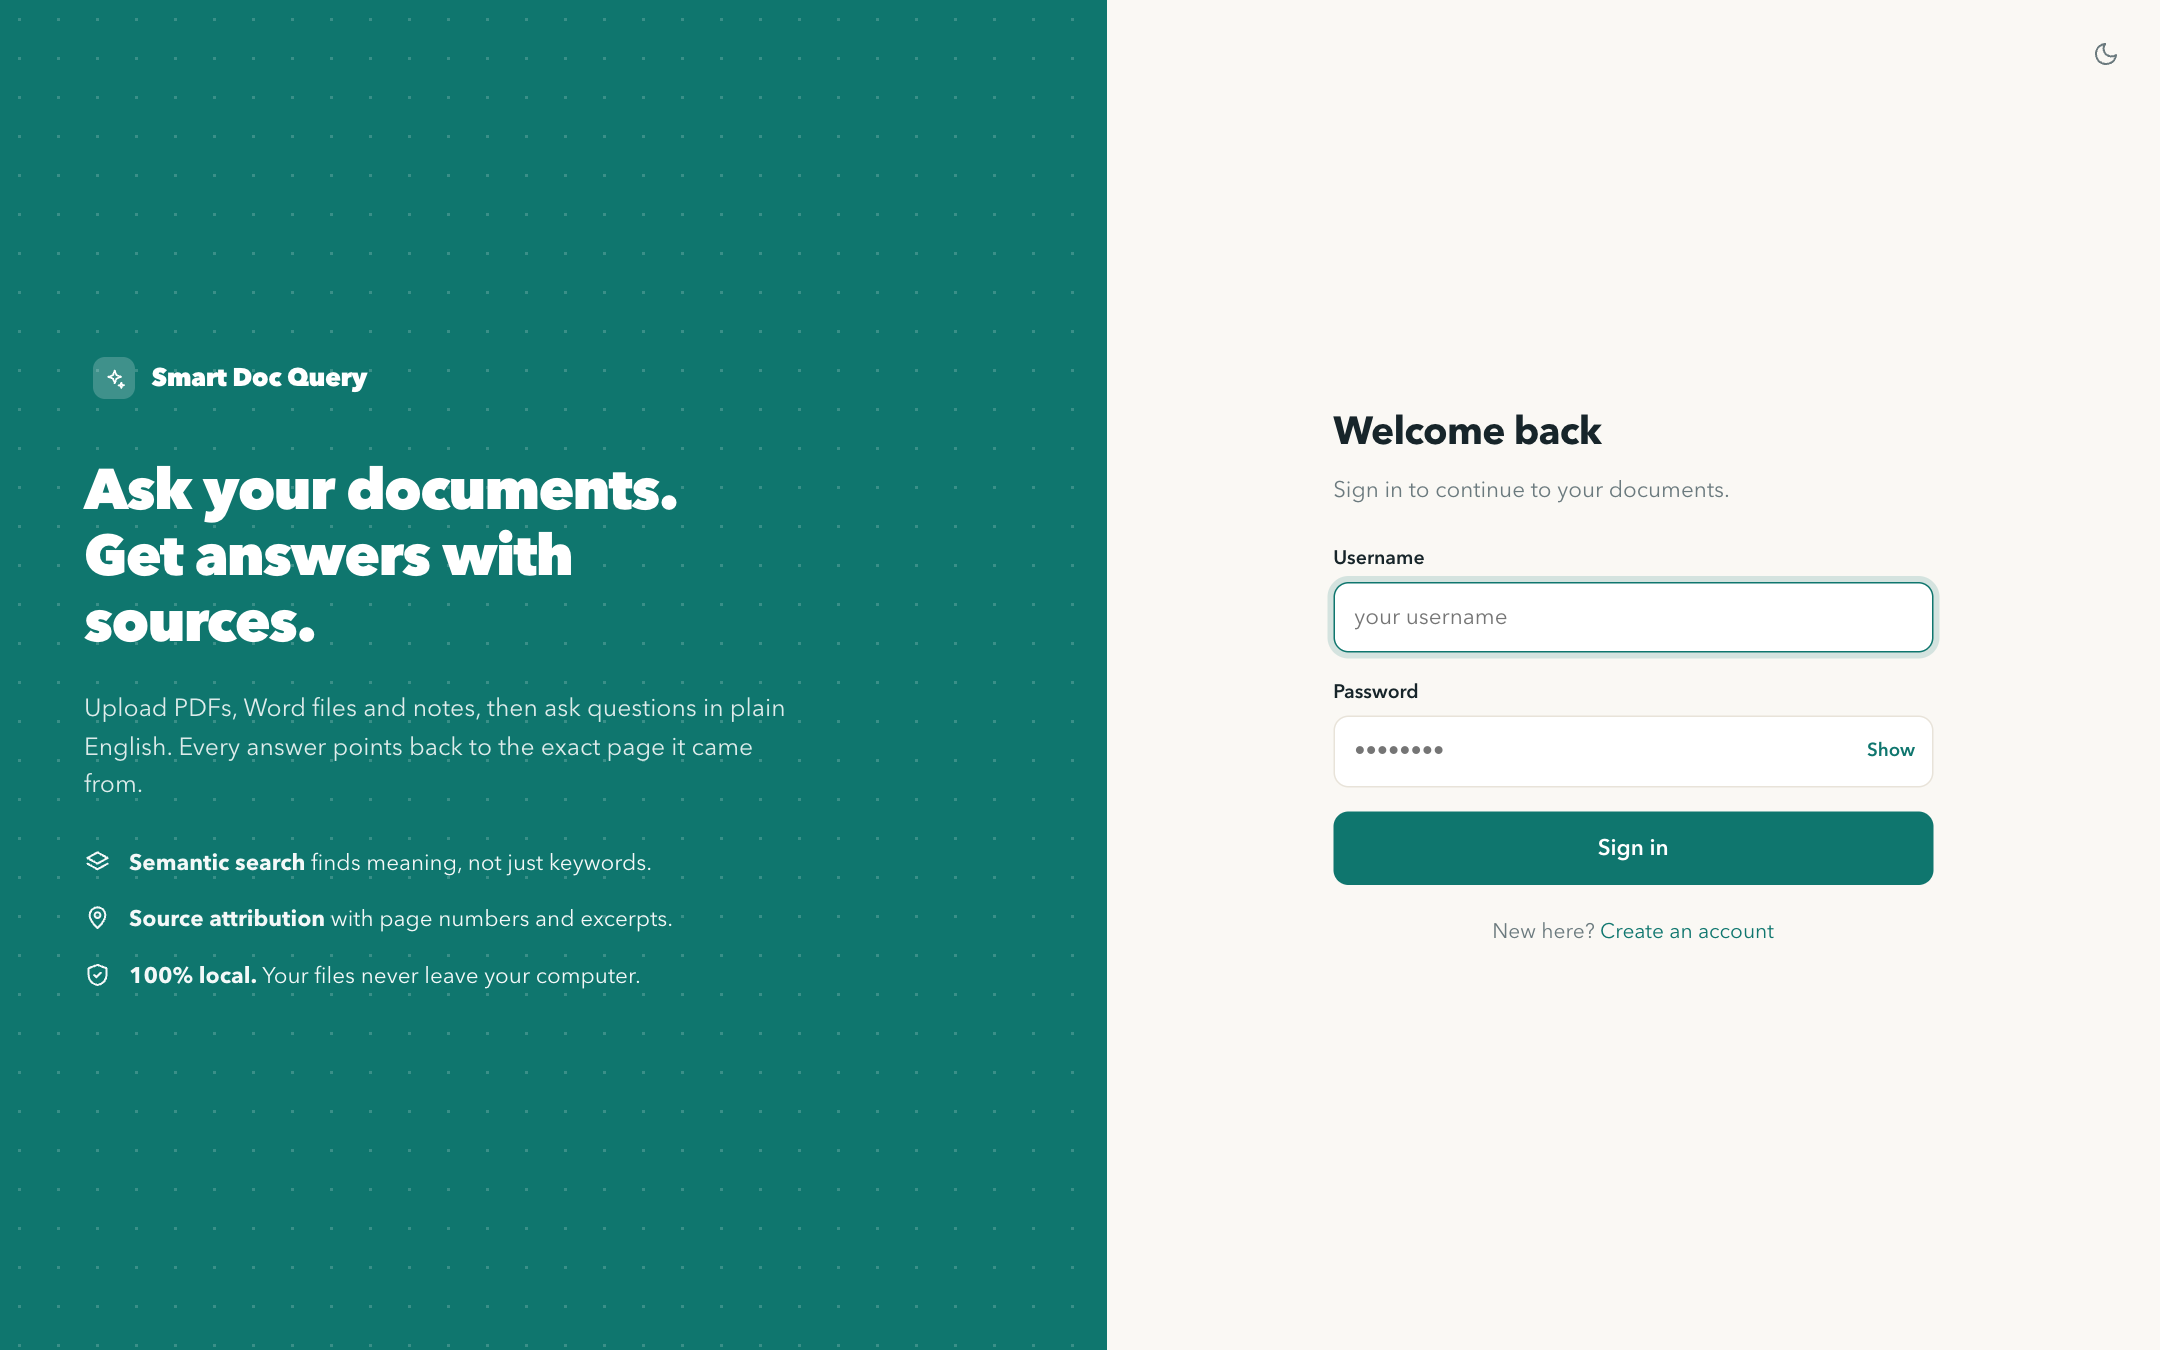 Smart Doc Query
Ask your documents.
Get answers with
sources.
Upload PDFs, Word files and notes, then ask questions in plain
English. Every answer points back to the exact page it came
from.
Semantic search finds meaning, not just keywords.
Source attribution with page numbers and excerpts.
100% local. Your files never leave your computer.
Welcome back
Sign in to continue to your documents.
Username
your username
Password
••••••••
Show
Sign in
New here? Create an account